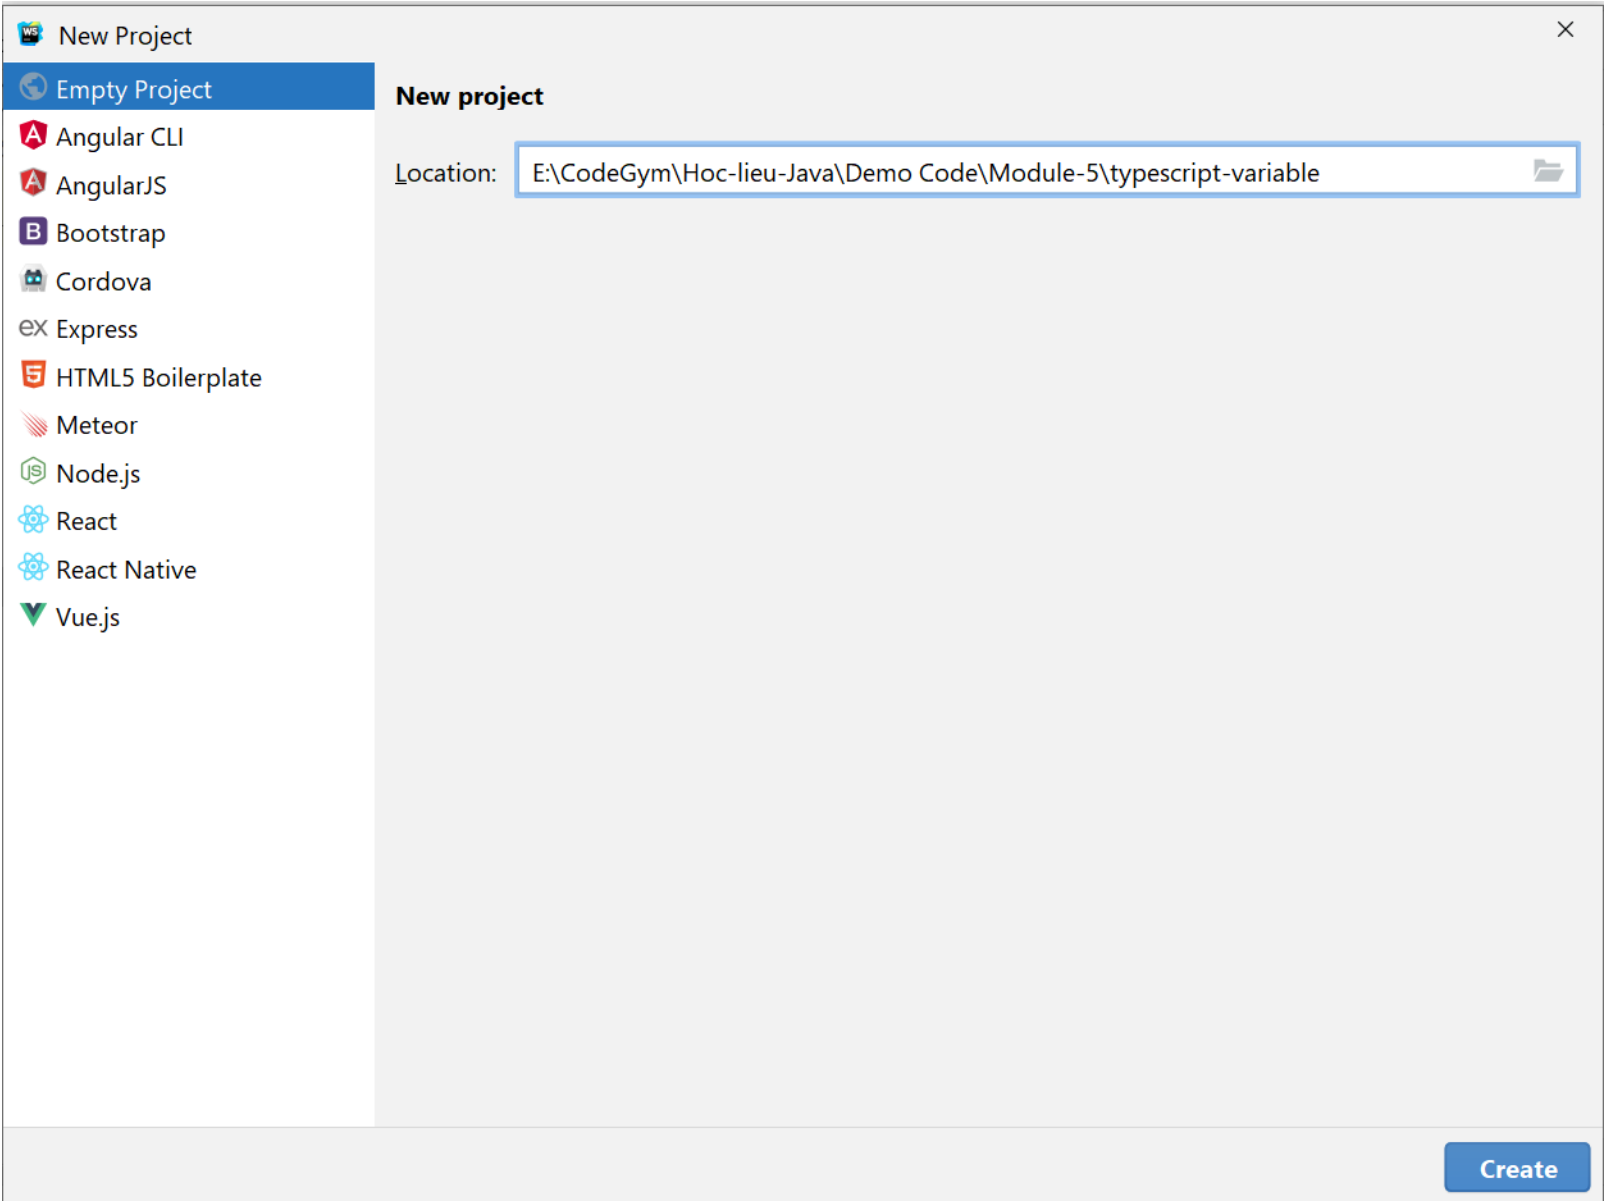 New Project
Empty Project
Angular CLI
AngularJS
Bootstrap
Cordova
Express
HTML5 Boilerplate
Meteor
Node.js
React
React Native
Vue.js
New project
Location: E:\CodeGym\Hoc-lieu-Java\Demo Code\Module-5\typescript-variable
Create